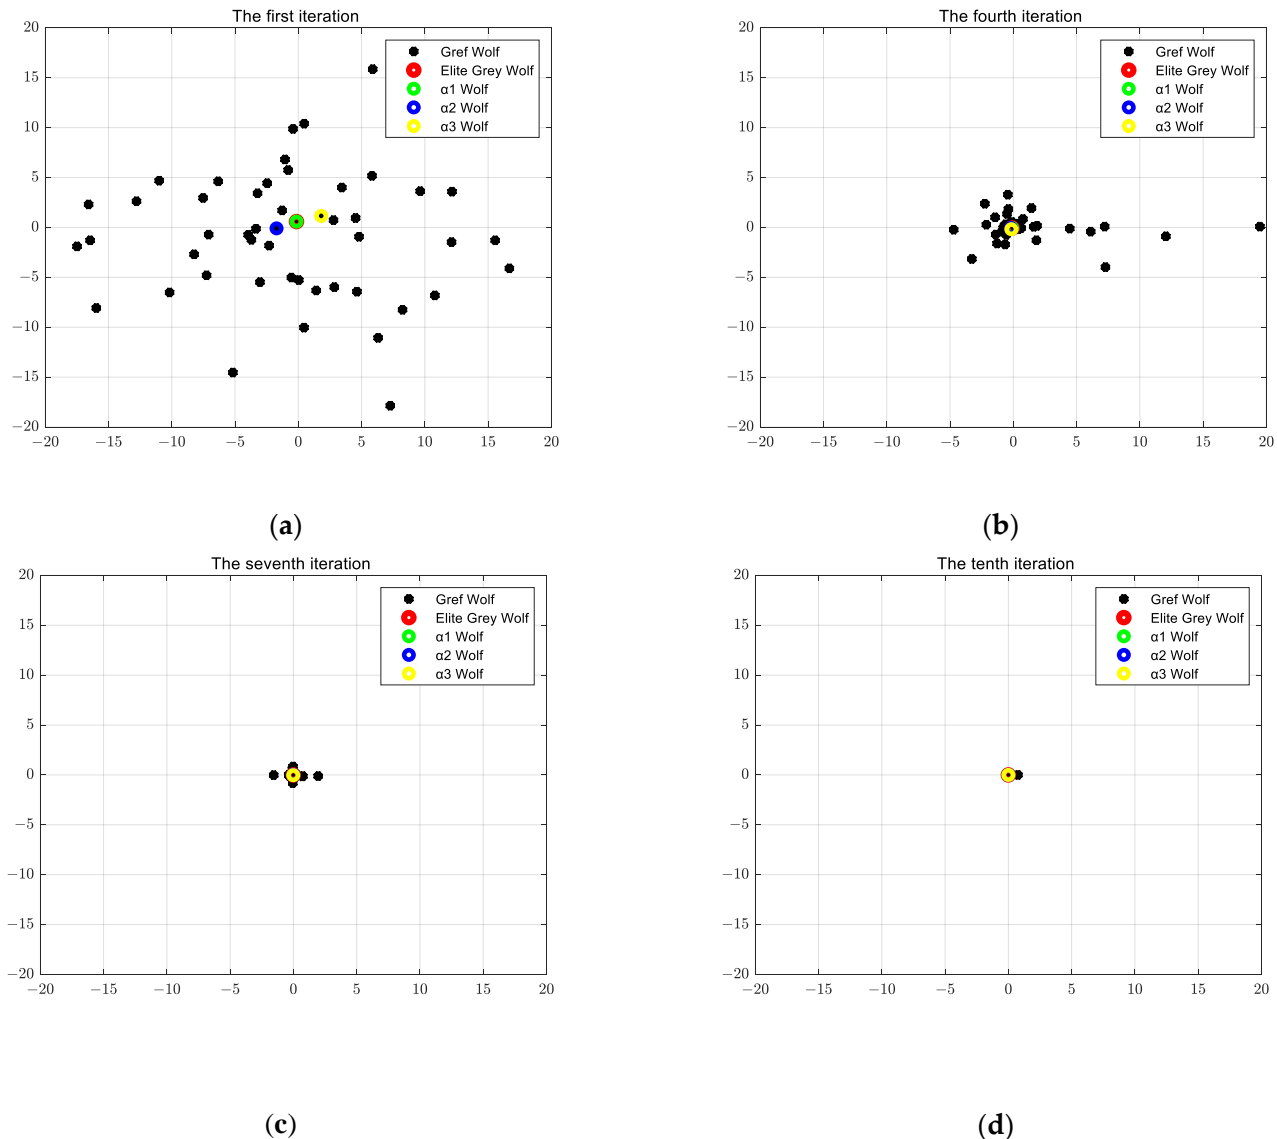 The first iteration
20
15
10
5
0
−5
−10
−15
−20
−20 −15 −10 −5 0 5 10 15 20
Gref Wolf
Elite Grey Wolf
α1 Wolf
α2 Wolf
α3 Wolf
(a)
The fourth iteration
20
15
10
5
0
−5
−10
−15
−20
−20 −15 −10 −5 0 5 10 15 20
Gref Wolf
Elite Grey Wolf
α1 Wolf
α2 Wolf
α3 Wolf
(b)
The seventh iteration
20
15
10
5
0
−5
−10
−15
−20
−20 −15 −10 −5 0 5 10 15 20
Gref Wolf
Elite Grey Wolf
α1 Wolf
α2 Wolf
α3 Wolf
(c)
The tenth iteration
20
15
10
5
0
−5
−10
−15
−20
−20 −15 −10 −5 0 5 10 15 20
Gref Wolf
Elite Grey Wolf
α1 Wolf
α2 Wolf
α3 Wolf
(d)